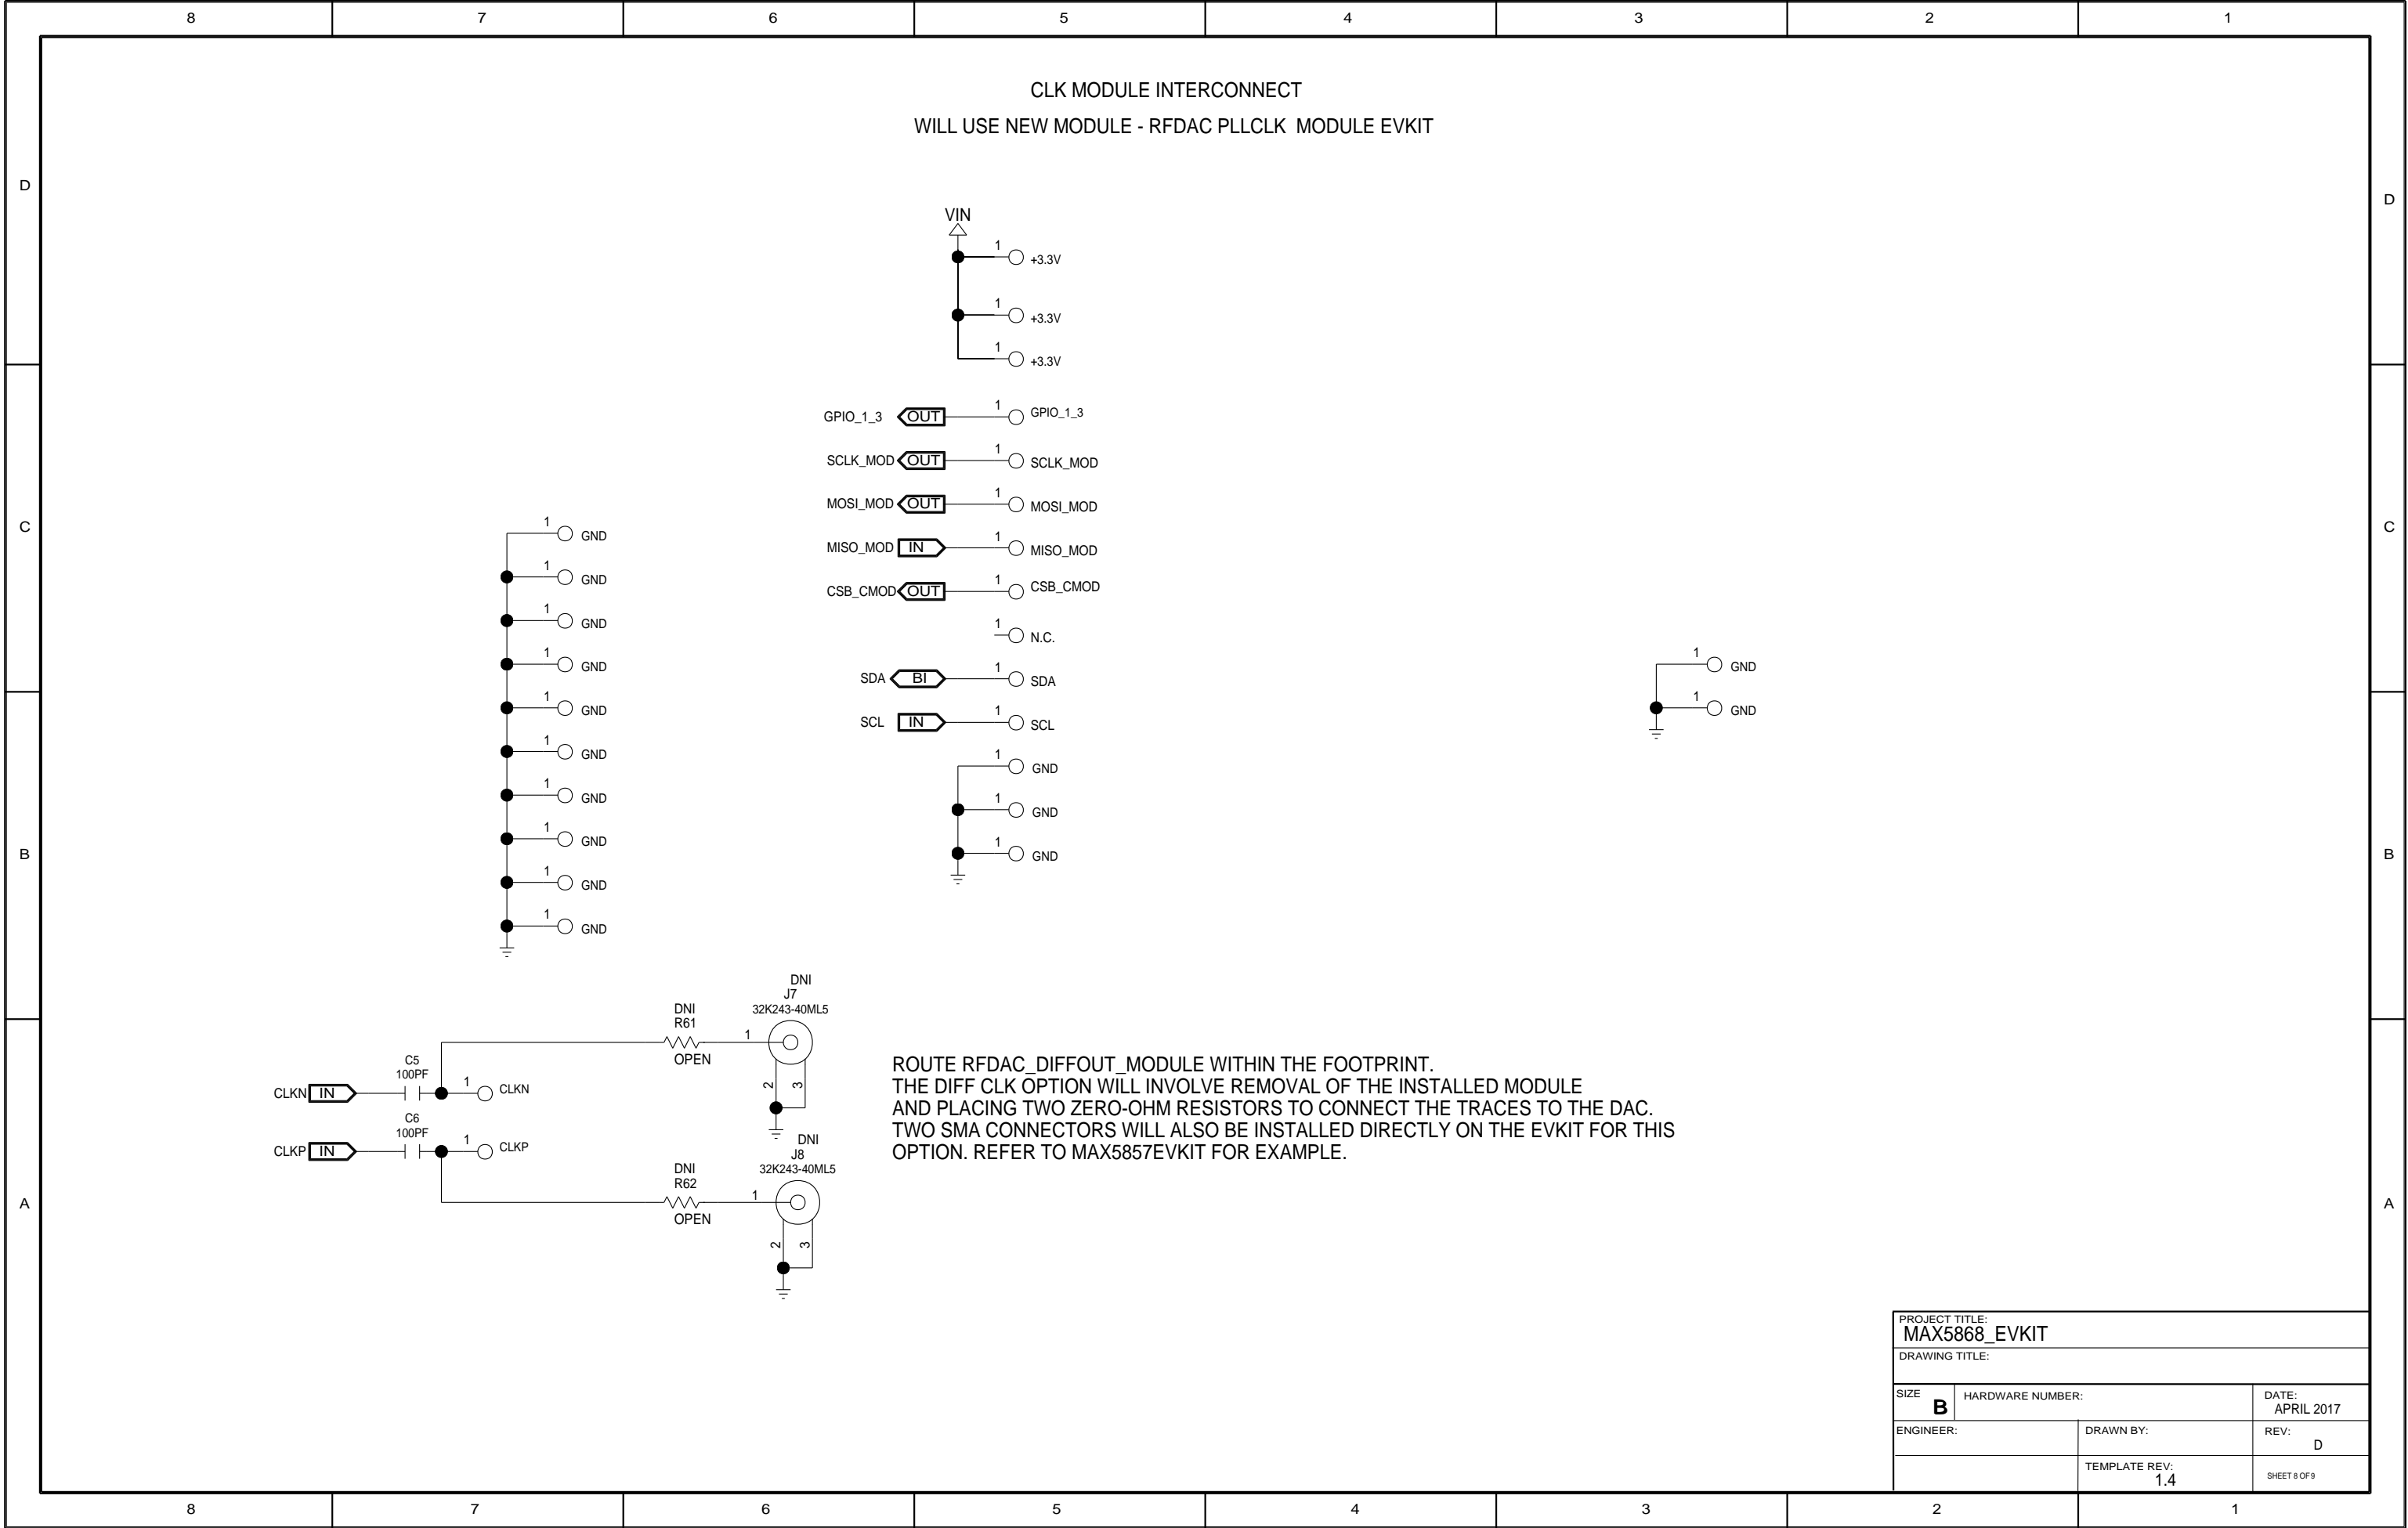 8 7 6 5 4 3 2 1
CLK MODULE INTERCONNECT
WILL USE NEW MODULE - RFDAC PLLCLK MODULE EVKIT
D D
VIN
1 +3.3V
1 +3.3V
1 +3.3V
GPIO_1_3 OUT 1 GPIO_1_3
SCLK_MOD OUT 1 SCLK_MOD
MOSI_MOD OUT 1 MOSI_MOD
C C
1 GND
MISO_MOD IN 1 MISO_MOD
1 GND
CSB_CMOD OUT 1 CSB_CMOD
1 GND
1 N.C.
1 GND
1 GND
SDA BI 1 SDA
1 GND
1 GND
SCL IN 1 SCL
1 GND
1 GND
1 GND
1 GND
1 GND
B B
1 GND
1 GND
1 GND
1 GND
DNI
J7
32K243-40ML5
DNI
R61
OPEN
1
2 3
C5
100PF
CLKN IN 1 CLKN
C6
100PF
CLKP IN 1 CLKP
DNI
J8
32K243-40ML5
DNI
R62
OPEN
1
2 3
ROUTE RFDAC_DIFFOUT_MODULE WITHIN THE FOOTPRINT.
THE DIFF CLK OPTION WILL INVOLVE REMOVAL OF THE INSTALLED MODULE
AND PLACING TWO ZERO-OHM RESISTORS TO CONNECT THE TRACES TO THE DAC.
TWO SMA CONNECTORS WILL ALSO BE INSTALLED DIRECTLY ON THE EVKIT FOR THIS
OPTION. REFER TO MAX5857EVKIT FOR EXAMPLE.
A A
PROJECT TITLE:
MAX5868_EVKIT
DRAWING TITLE:
SIZE
B
HARDWARE NUMBER:
DATE:
APRIL 2017
ENGINEER:
DRAWN BY:
REV:
D
TEMPLATE REV:
1.4
SHEET 8 OF 9
8 7 6 5 4 3 2 1